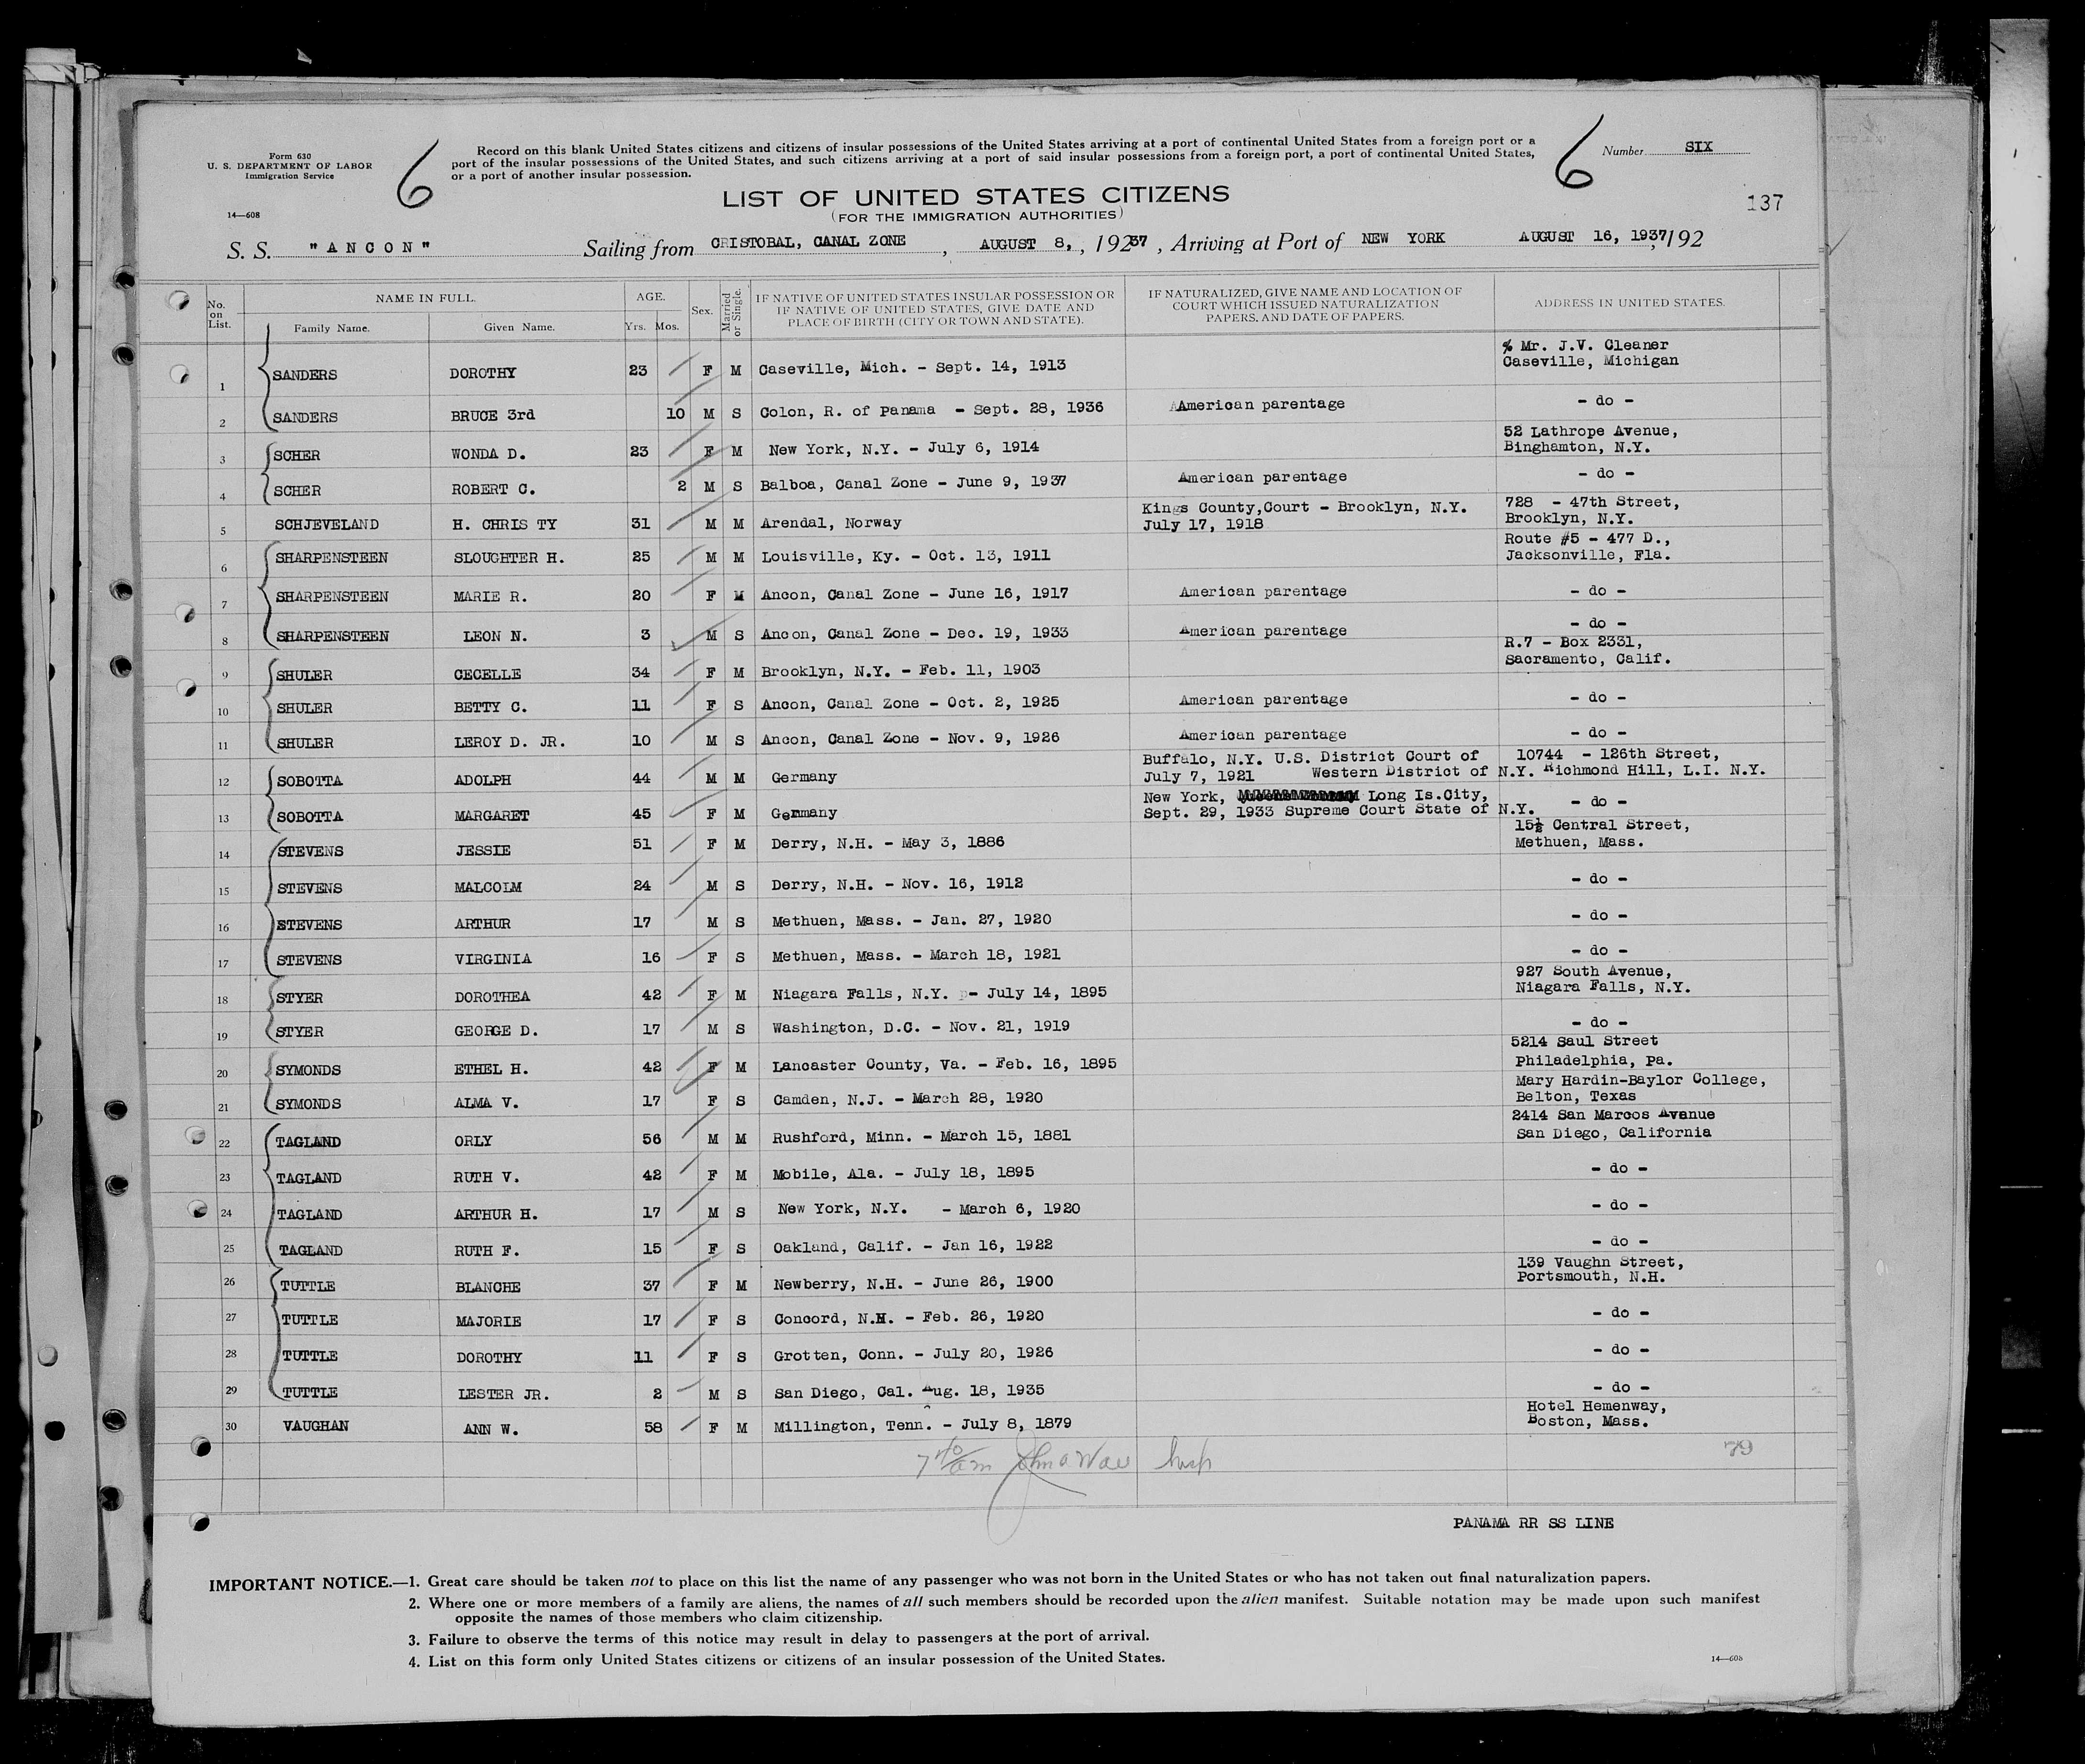 Form 630
U. S. DEPARTMENT OF LABOR
Immigration Service
14—608
6
Record on this blank United States citizens and citizens of insular possessions of the United States arriving at a port of continental United States from a foreign port or a
port of the insular possessions of the United States, and such citizens arriving at a port of said insular possessions from a foreign port, a port of continental United States,
or a port of another insular possession.
6
Number SIX
LIST OF UNITED STATES CITIZENS
(FOR THE IMMIGRATION AUTHORITIES)
137
S. S. "ANCON" Sailing from CRISTOBAL, CANAL ZONE, AUGUST 8, , 19237 , Arriving at Port of NEW YORK AUGUST 16, 1937, 192
No. on List. NAME IN FULL. AGE. Sex. Married or Single. IF NATIVE OF UNITED STATES INSULAR POSSESSION OR IF NATIVE OF UNITED STATES, GIVE DATE AND PLACE OF BIRTH (CITY OR TOWN AND STATE). IF NATURALIZED, GIVE NAME AND LOCATION OF COURT WHICH ISSUED NATURALIZATION PAPERS, AND DATE OF PAPERS. ADDRESS IN UNITED STATES.
Family Name. Given Name. Yrs. Mos.
1 SANDERS DOROTHY 23 F M Caseville, Mich. - Sept. 14, 1913 % Mr. J.V. Cleaner Caseville, Michigan
2 SANDERS BRUCE 3rd 10 M S Colon, R. of Panama - Sept. 28, 1936 American parentage - do -
3 SCHER WONDA D. 23 F M New York, N.Y. - July 6, 1914 52 Lathrope Avenue, Binghamton, N.Y.
4 SCHER ROBERT C. 2 M S Balboa, Canal Zone - June 9, 1937 American parentage - do -
5 SCHJEVELAND H. CHRIS TY 31 M M Arendal, Norway Kings County,Court - Brooklyn, N.Y. July 17, 1918 728 - 47th Street, Brooklyn, N.Y.
6 SHARPENSTEEN SLOUGHTER H. 25 M M Louisville, Ky. - Oct. 13, 1911 Route #5 - 477 D., Jacksonville, Fla.
7 SHARPENSTEEN MARIE R. 20 F M Ancon, Canal Zone - June 16, 1917 American parentage - do -
8 SHARPENSTEEN LEON N. 3 M S Ancon, Canal Zone - Dec. 19, 1933 American parentage - do -
9 SHULER CECELLE 34 F M Brooklyn, N.Y. - Feb. 11, 1903 R.7 - Box 2331, Sacramento, Calif.
10 SHULER BETTY C. 11 F S Ancon, Canal Zone - Oct. 2, 1925 American parentage - do -
11 SHULER LEROY D. JR. 10 M S Ancon, Canal Zone - Nov. 9, 1926 American parentage - do -
12 SOBOTTA ADOLPH 44 M M Germany Buffalo, N.Y. U.S. District Court of July 7, 1921 Western District of N.Y. 10744 - 126th Street, Richmond Hill, L.I. N.Y.
13 SOBOTTA MARGARET 45 F M Germany New York, Long Is.City, Sept. 29, 1933 Supreme Court State of N.Y. - do -
14 STEVENS JESSIE 51 F M Derry, N.H. - May 3, 1886 15½ Central Street, Methuen, Mass.
15 STEVENS MALCOLM 24 M S Derry, N.H. - Nov. 16, 1912 - do -
16 STEVENS ARTHUR 17 M S Methuen, Mass. - Jan. 27, 1920 - do -
17 STEVENS VIRGINIA 16 F S Methuen, Mass. - March 18, 1921 - do -
18 STYER DOROTHEA 42 F M Niagara Falls, N.Y. - July 14, 1895 927 South Avenue, Niagara Falls, N.Y.
19 STYER GEORGE D. 17 M S Washington, D.C. - Nov. 21, 1919 - do -
20 SYMONDS ETHEL H. 42 F M Lancaster County, Va. - Feb. 16, 1895 5214 Saul Street Philadelphia, Pa.
21 SYMONDS ALMA V. 17 F S Camden, N.J. - March 28, 1920 Mary Hardin-Baylor College, Belton, Texas
22 TAGLAND ORLY 56 M M Rushford, Minn. - March 15, 1881 2414 San Marcos Avanue San Diego, California
23 TAGLAND RUTH V. 42 F M Mobile, Ala. - July 18, 1895 - do -
24 TAGLAND ARTHUR H. 17 M S New York, N.Y. - March 6, 1920 - do -
25 TAGLAND RUTH F. 15 F S Oakland, Calif. - Jan 16, 1922 - do -
26 TUTTLE BLANCHE 37 F M Newberry, N.H. - June 26, 1900 139 Vaughn Street, Portsmouth, N.H.
27 TUTTLE MAJORIE 17 F S Concord, N.H. - Feb. 26, 1920 - do -
28 TUTTLE DOROTHY 11 F S Grotten, Conn. - July 20, 1926 - do -
29 TUTTLE LESTER JR. 2 M S San Diego, Cal. Aug. 18, 1935 - do -
30 VAUGHAN ANN W. 58 F M Millington, Tenn. - July 8, 1879 Hotel Hemenway, Boston, Mass.
79
PANAMA RR SS LINE
IMPORTANT NOTICE.—1. Great care should be taken not to place on this list the name of any passenger who was not born in the United States or who has not taken out final naturalization papers.
2. Where one or more members of a family are aliens, the names of all such members should be recorded upon the alien manifest. Suitable notation may be made upon such manifest
opposite the names of those members who claim citizenship.
3. Failure to observe the terms of this notice may result in delay to passengers at the port of arrival.
4. List on this form only United States citizens or citizens of an insular possession of the United States.
14—608